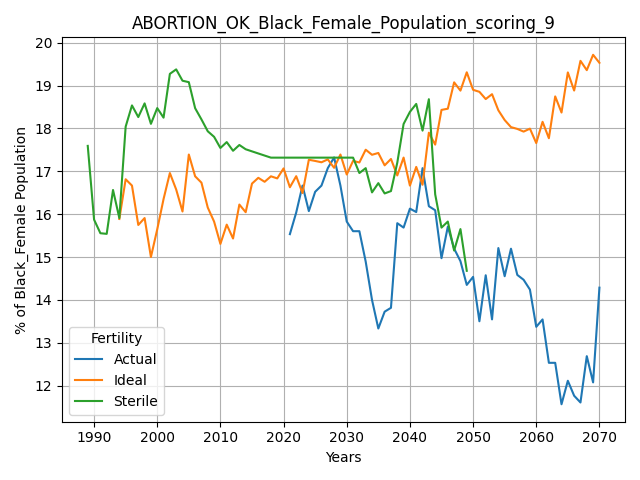 ABORTION_OK_Black_Female_Population_scoring_9
% of Black_Female Population
20
19
18
17
16
15
14
13
12
Fertility
Actual
Ideal
Sterile
1990 2000 2010 2020 2030 2040 2050 2060 2070
Years